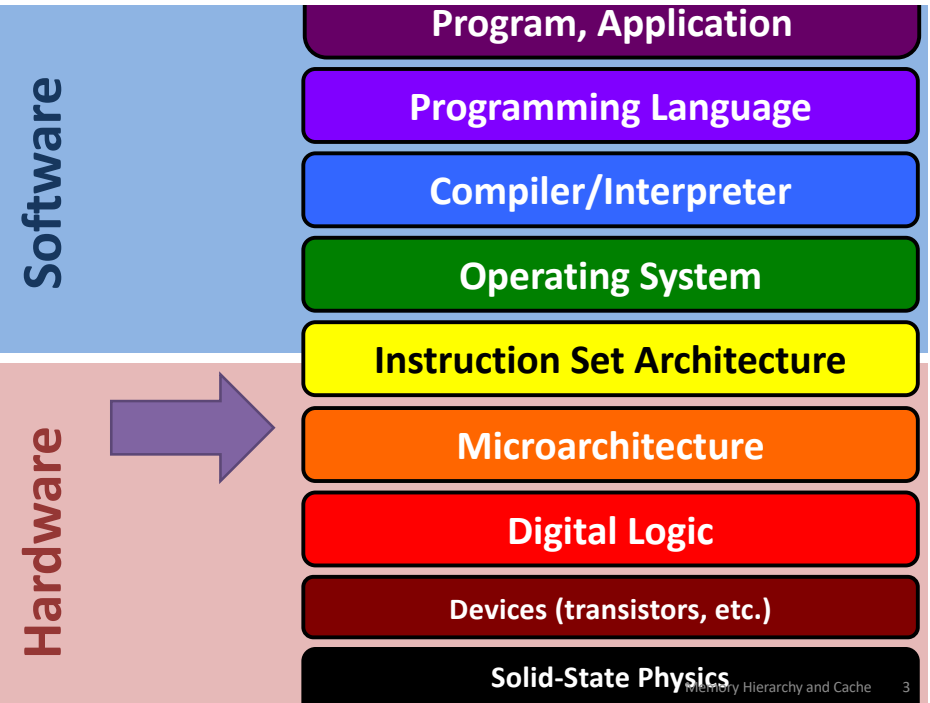 Program, Application
Software
Programming Language
Compiler/Interpreter
Operating System
Instruction Set Architecture
Hardware
Microarchitecture
Digital Logic
Devices (transistors, etc.)
Solid-State Physics
Memory Hierarchy and Cache 3